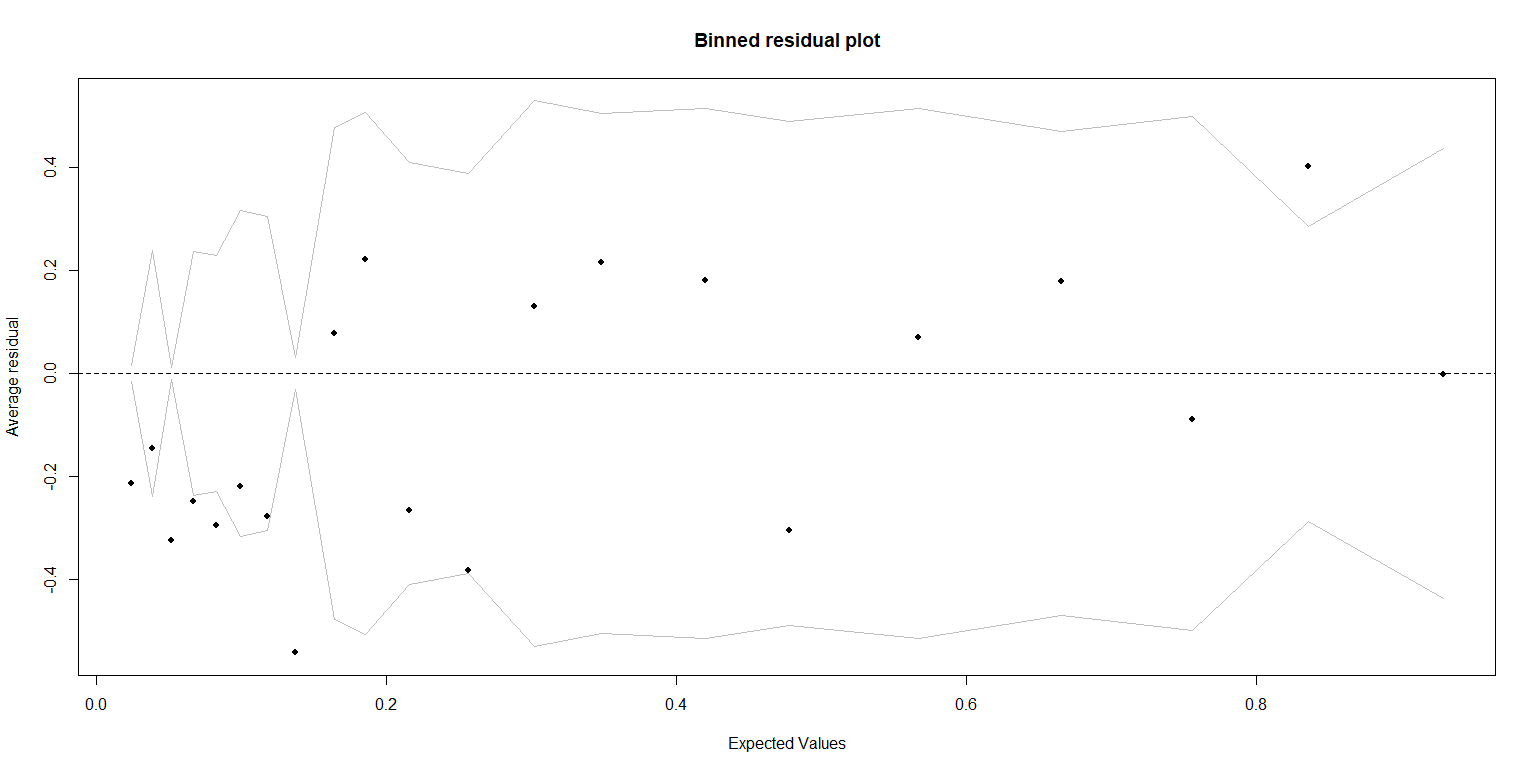 Binned residual plot
Average residual
0.4
0.2
0.0
-0.2
-0.4
0.0 0.2 0.4 0.6 0.8
Expected Values